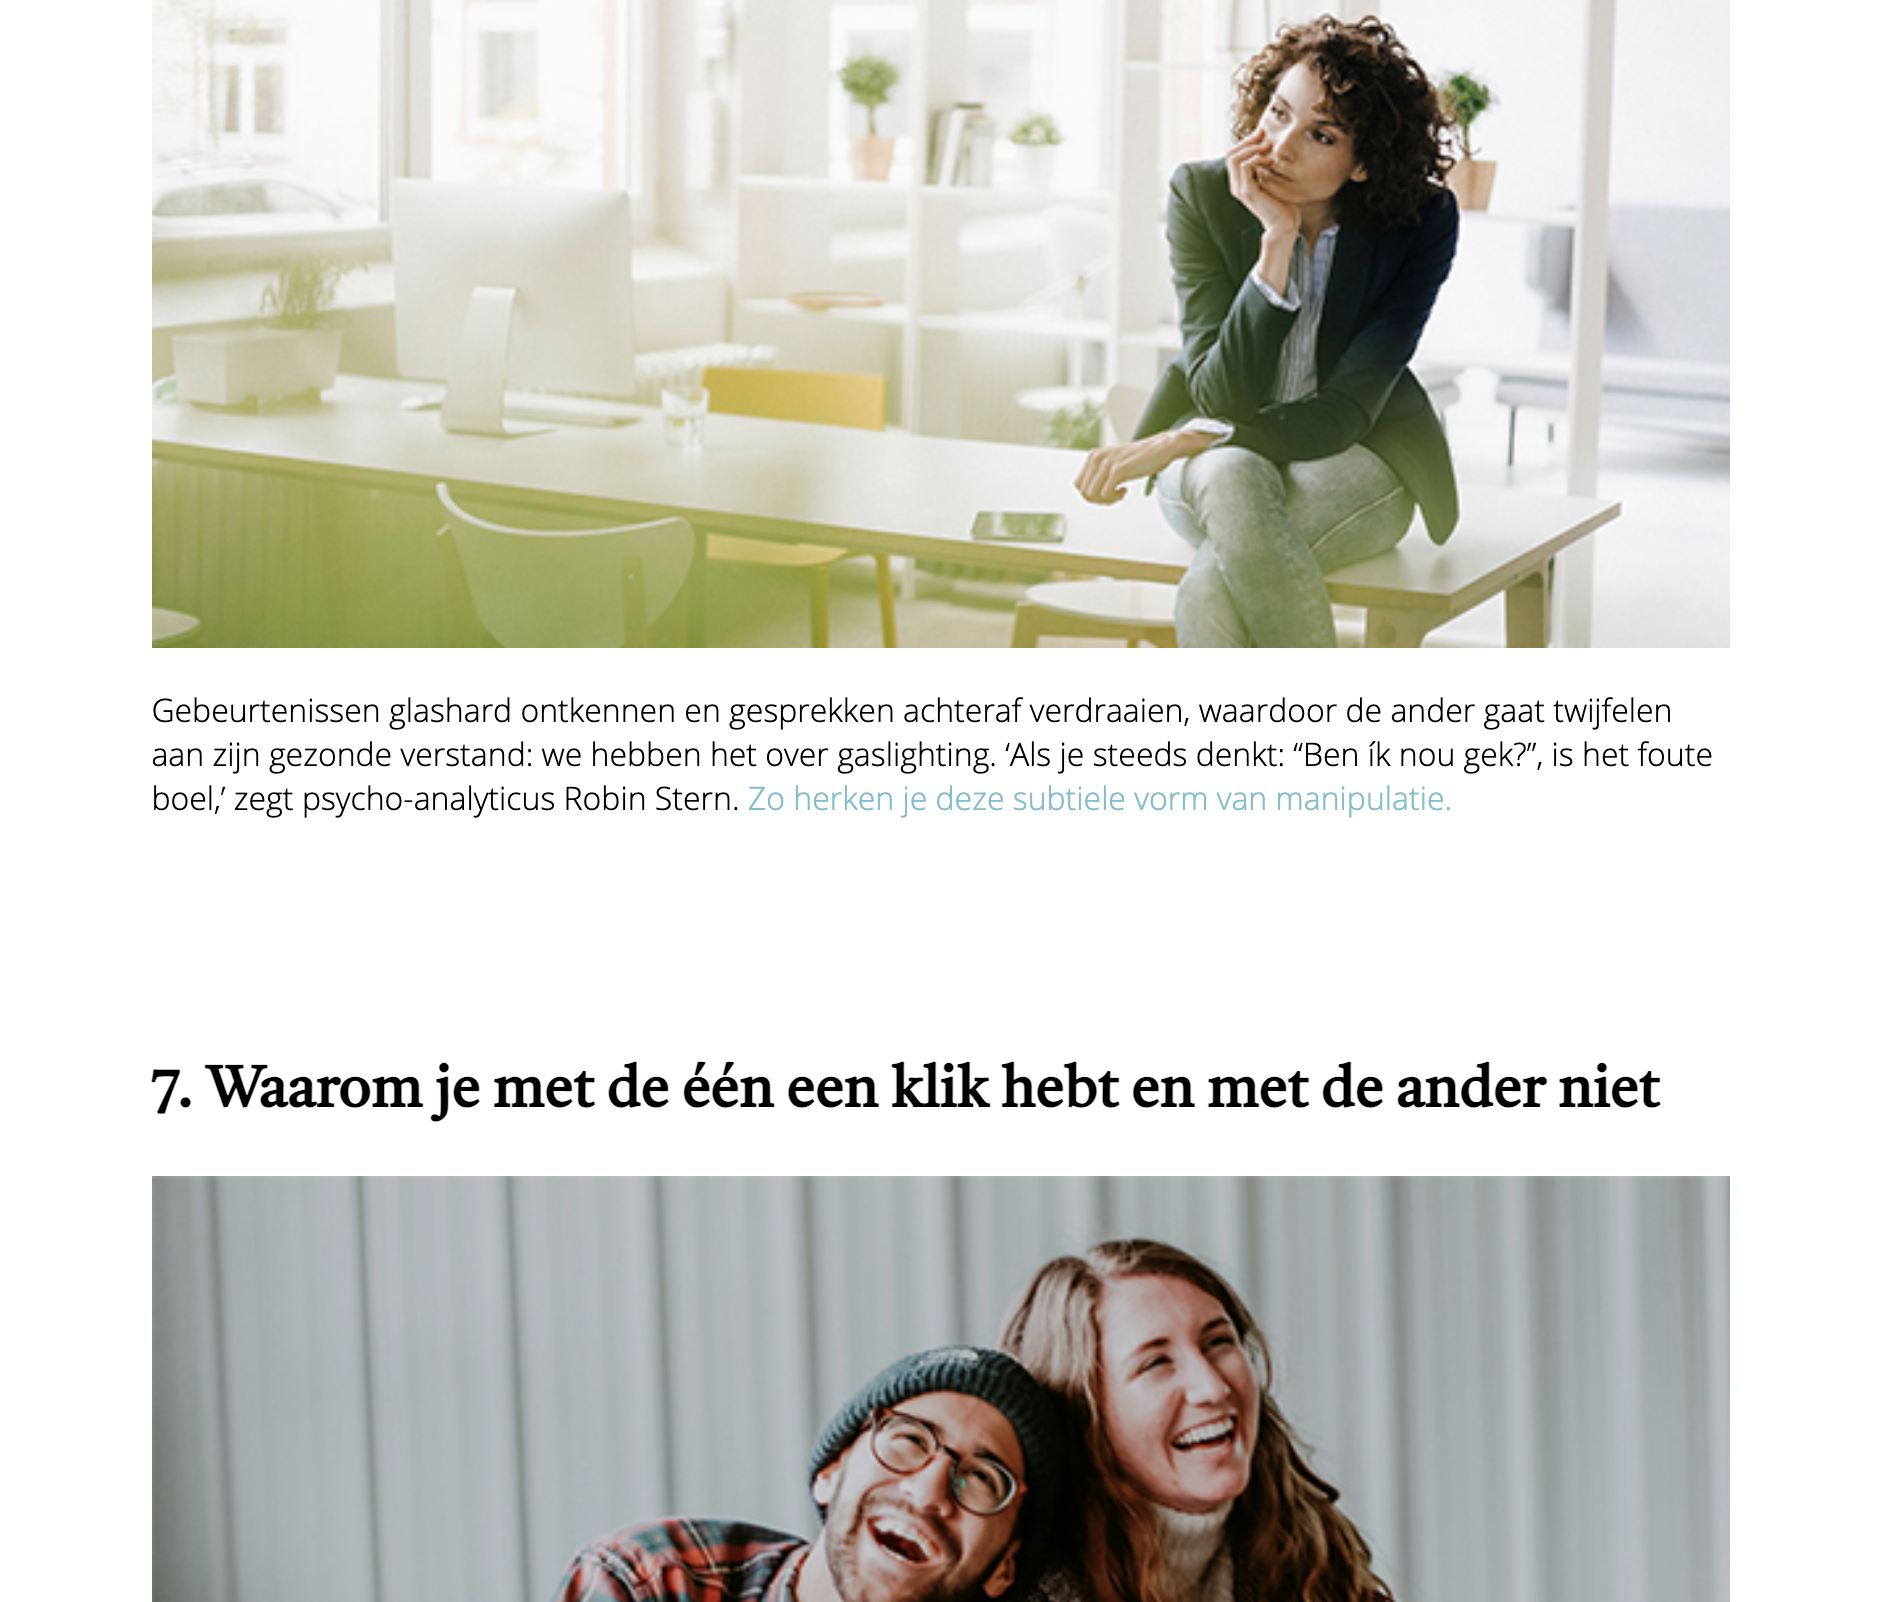 Gebeurtenissen glashard ontkennen en gesprekken achteraf verdraaien, waardoor de ander gaat twijfelen
aan zijn gezonde verstand: we hebben het over gaslighting. ‘Als je steeds denkt: “Ben ík nou gek?”, is het foute
boel,’ zegt psycho-analyticus Robin Stern. Zo herken je deze subtiele vorm van manipulatie.
7. Waarom je met de één een klik hebt en met de ander niet